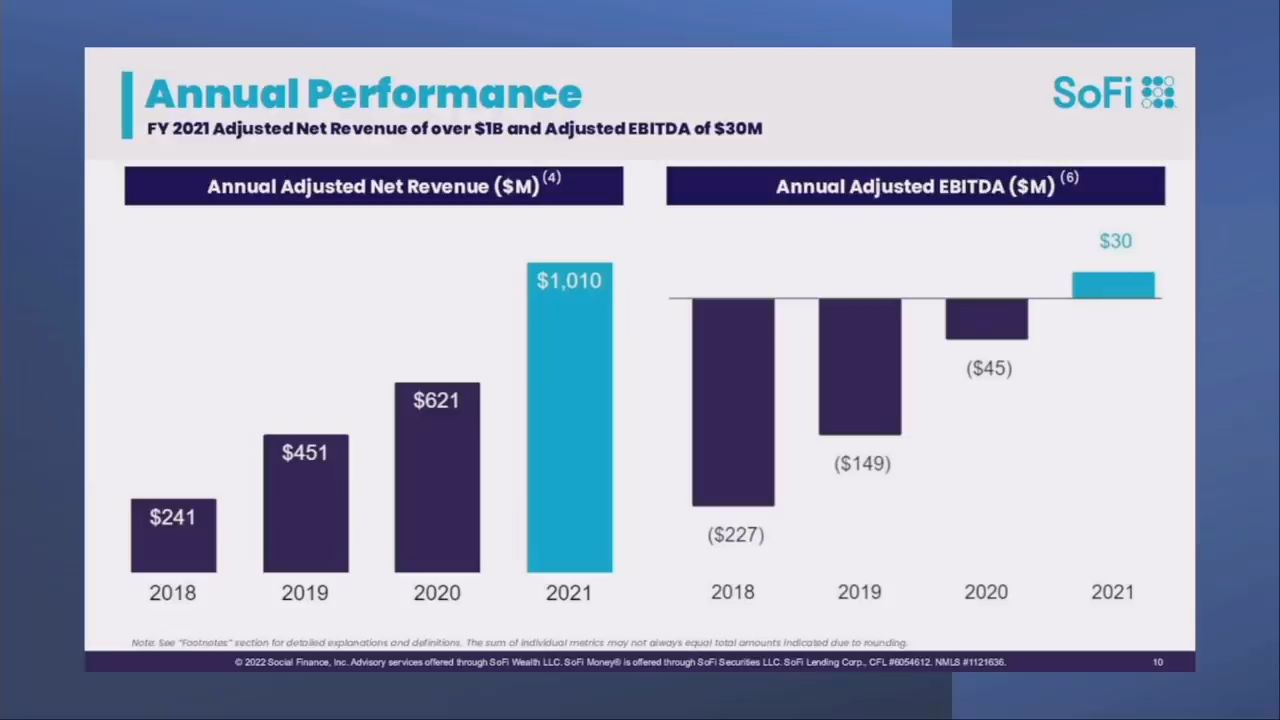 Annual Performance
SoFi
FY 2021 Adjusted Net Revenue of over $1B and Adjusted EBITDA of $30M
Annual Adjusted Net Revenue ($M) (4)
$241
$451
$621
$1,010
2018
2019
2020
2021
Annual Adjusted EBITDA ($M) (6)
$30
($45)
($149)
($227)
2018
2019
2020
2021
Note. See "Footnotes" section for detailed explanations and definitions. The sum of individual metrics may not always equal total amounts indicated due to rounding.
© 2022 Social Finance, Inc. Advisory services offered through SoFi Wealth LLC. SoFi Money® is offered through SoFi Securities LLC. SoFi Lending Corp., CFL #6054612. NMLS #1121636.
10